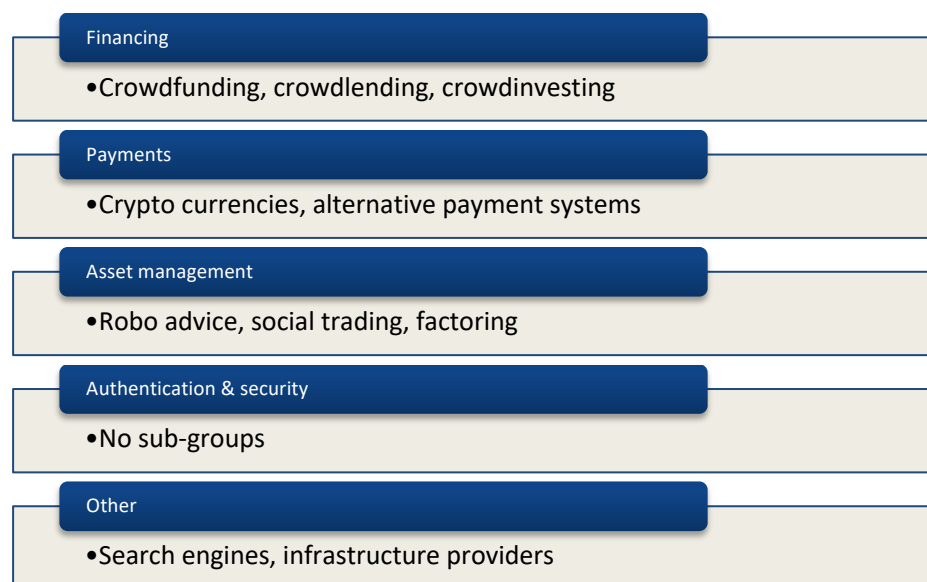 Financing
•Crowdfunding, crowdlending, crowdinvesting
Payments
•Crypto currencies, alternative payment systems
Asset management
•Robo advice, social trading, factoring
Authentication & security
•No sub-groups
Other
•Search engines, infrastructure providers